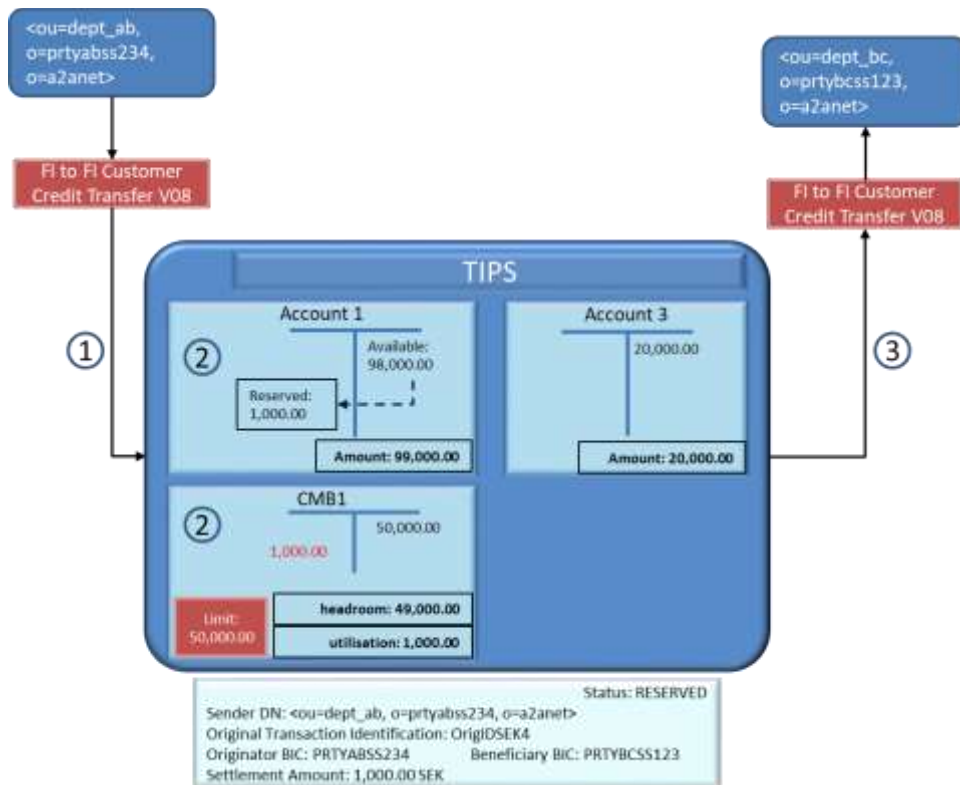 <ou=dept_ab,
o=prtyabss234,
o=a2anet>
<ou=dept_bc,
o=prtybcss123,
o=a2anet>
FI to FI Customer
Credit Transfer V08
FI to FI Customer
Credit Transfer V08
TIPS
1
2
Account 1
Available:
98,000.00
Reserved:
1,000.00
Amount: 99,000.00
Account 3
20,000.00
Amount: 20,000.00
3
2
CMB1
50,000.00
1,000.00
Limit:
50,000.00
headroom: 49,000.00
utilisation: 1,000.00
Status: RESERVED
Sender DN: <ou=dept_ab, o=prtyabss234, o=a2anet>
Original Transaction Identification: OrigIDSEK4
Originator BIC: PRTYABSS234 Beneficiary BIC: PRTYBCSS123
Settlement Amount: 1,000.00 SEK